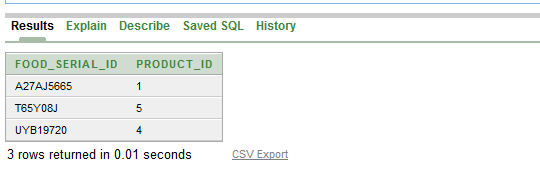 Results Explain Describe Saved SQL History
FOOD_SERIAL_ID PRODUCT_ID
A27AJ5665 1
T65Y08J 5
UYB19720 4
3 rows returned in 0.01 seconds CSV Export